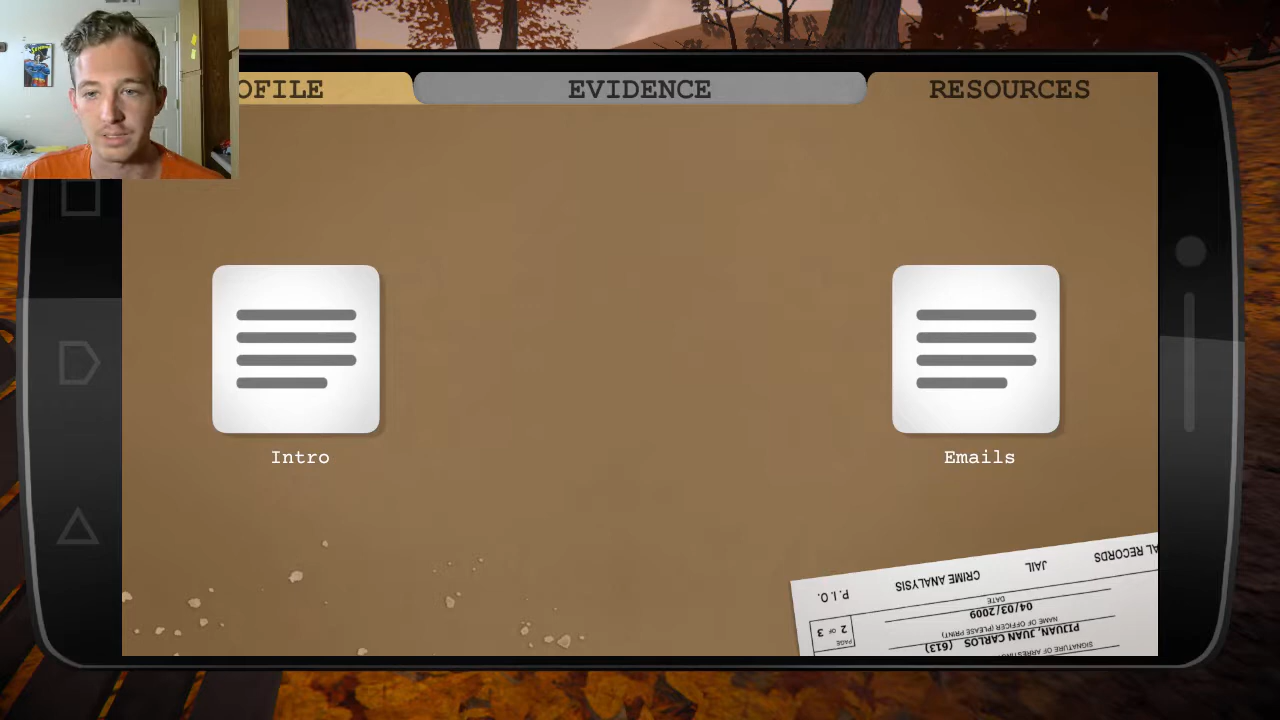 OFILE
EVIDENCE
RESOURCES
Intro
Emails
AL RECORDS
JAIL
CRIME ANALYSIS
P.I.O.
DATE
04/03/2009
PAGE
2 OF 3
NAME OF OFFICER (PLEASE PRINT)
PIJUAN, JUAN CARLOS (613)
SIGNATURE OF ARRESTING